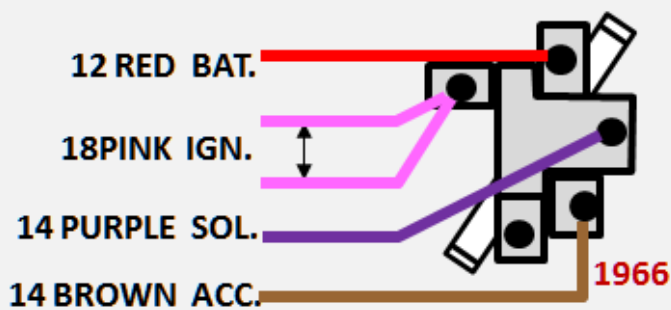 12 RED BAT.
18PINK IGN.
14 PURPLE SOL.
14 BROWN ACC.
1966